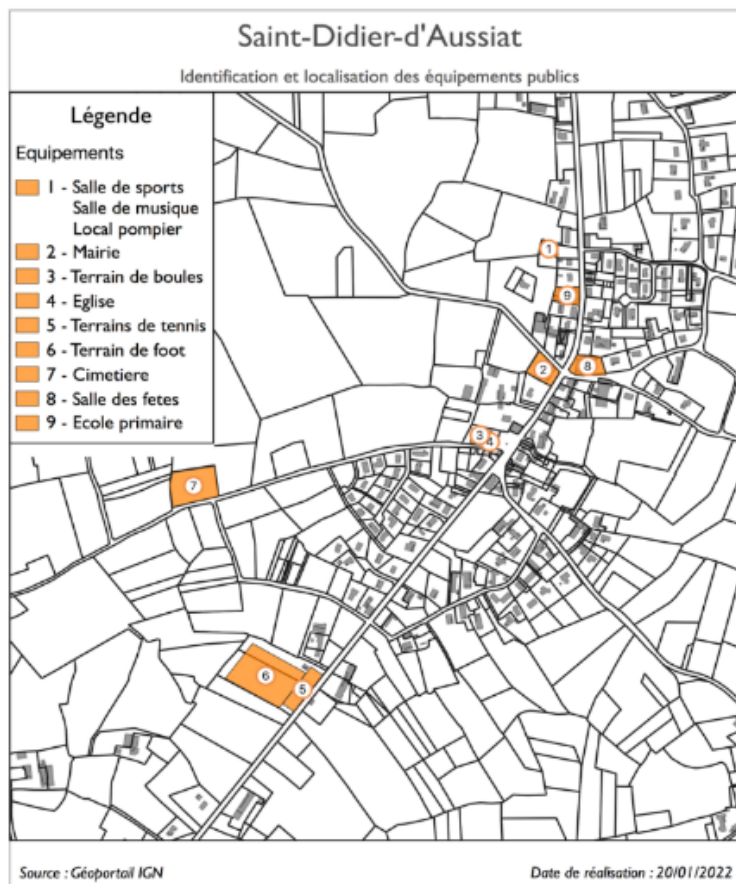 Saint-Didier-d'Aussiat
Identification et localisation des équipements publics
Légende
Equipements
1 - Salle de sports
Salle de musique
Local pompier
2 - Mairie
3 - Terrain de boules
4 - Eglise
5 - Terrains de tennis
6 - Terrain de foot
7 - Cimetiere
8 - Salle des fetes
9 - Ecole primaire
1
9
2
8
3
4
7
6
5
Source : Géoportail IGN
Date de réalisation : 20/01/2022